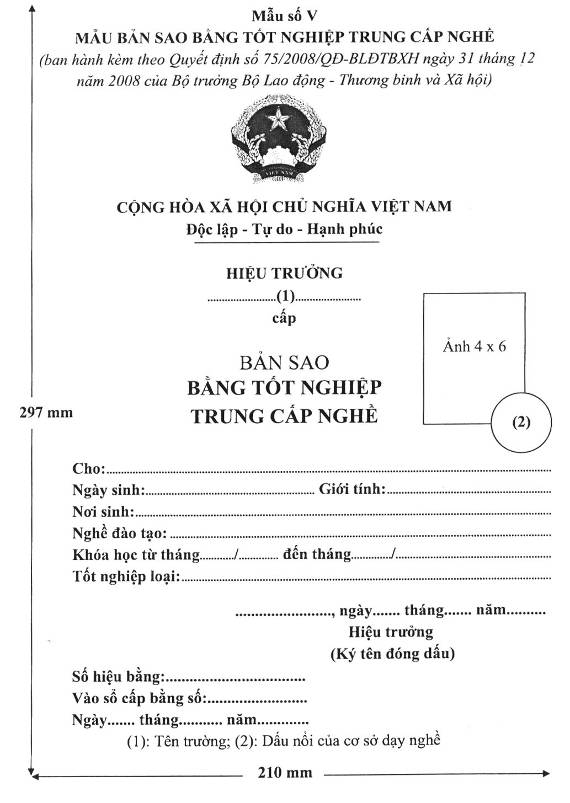 Mẫu số V
MẪU BẢN SAO BẰNG TỐT NGHIỆP TRUNG CẤP NGHỀ
(ban hành kèm theo Quyết định số 75/2008/QĐ-BLĐTBXH ngày 31 tháng 12
năm 2008 của Bộ trưởng Bộ Lao động - Thương binh và Xã hội)
VIỆT NAM
CỘNG HÒA XÃ HỘI CHỦ NGHĨA VIỆT NAM
Độc lập - Tự do - Hạnh phúc
HIỆU TRƯỞNG
........................(1).......................
cấp
Ảnh 4 x 6
BẢN SAO
BẰNG TỐT NGHIỆP
TRUNG CẤP NGHỀ
297 mm
(2)
Cho:..........................................................................
Ngày sinh:.................................................... Giới tính:....................................................
Nơi sinh:..........................................................................
Nghề đào tạo:..........................................................................
Khóa học từ tháng.........../............. đến tháng............./..............................
Tốt nghiệp loại:..........................................................................
......................, ngày....... tháng....... năm..........
Hiệu trưởng
(Ký tên đóng dấu)
Số hiệu bằng:..................................
Vào sổ cấp bằng số:........................
Ngày....... tháng........... năm.............
(1): Tên trường; (2): Dấu nổi của cơ sở dạy nghề
210 mm